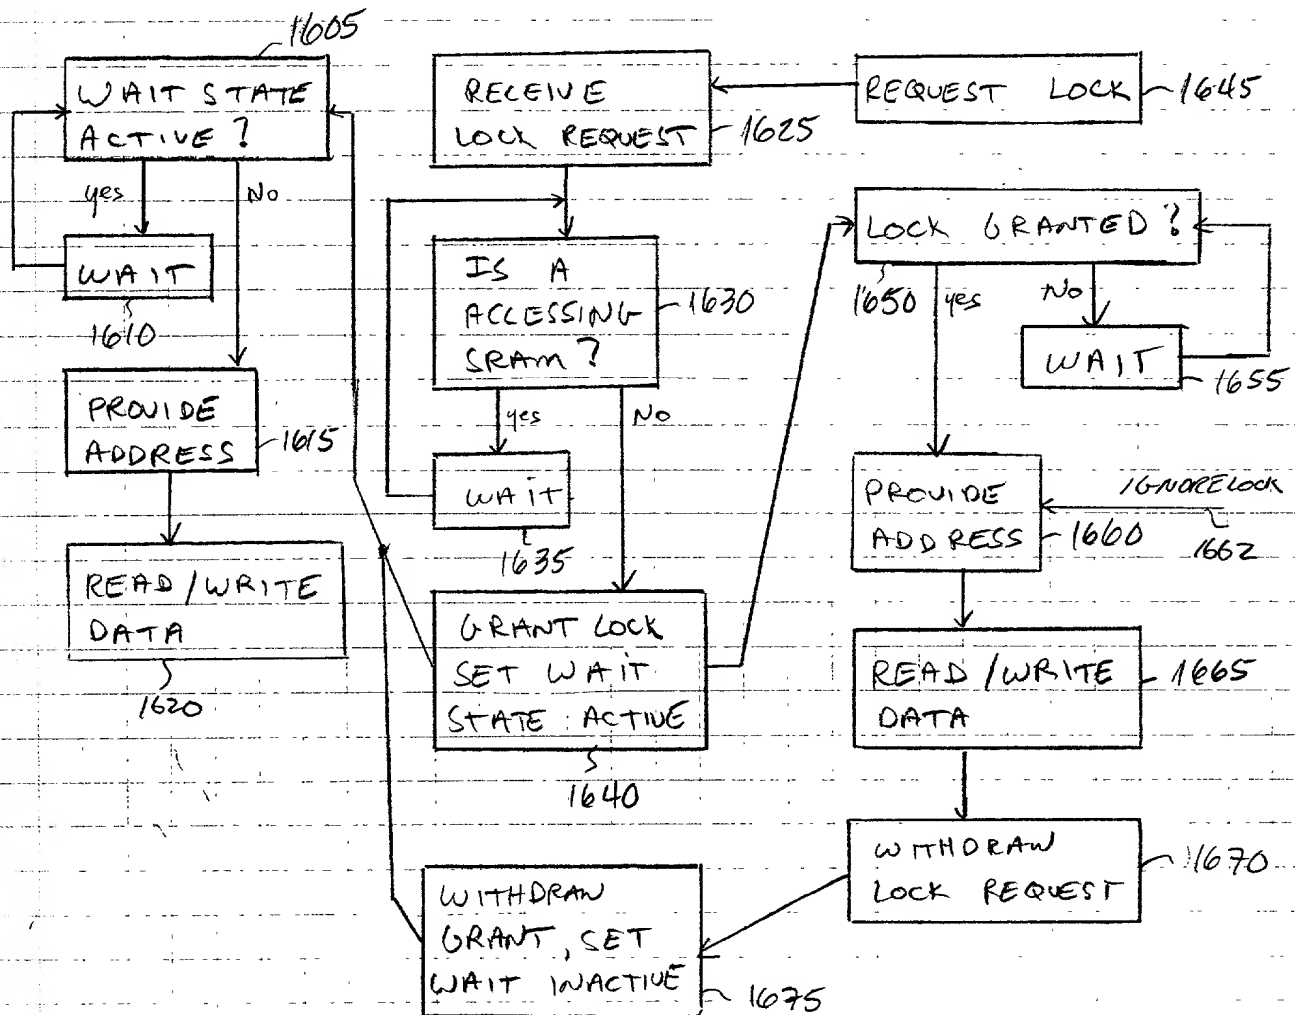 1605
WAIT STATE
ACTIVE?
yes
No
WAIT
1610
PROVIDE
ADDRESS
1615
READ/WRITE
DATA
1620
RECEIVE
LOCK REQUEST
1625
IS A
ACCESSING
SRAM?
1630
yes
No
WAIT
1635
GRANT LOCK
SET WAIT
STATE ACTIVE
1640
WITHDRAW
GRANT, SET
WAIT INACTIVE
1675
REQUEST LOCK
1645
LOCK GRANTED?
1650
yes
No
WAIT
1655
PROVIDE
ADDRESS
1660
IGNORELOCK
1662
READ/WRITE
DATA
1665
WITHDRAW
LOCK REQUEST
1670